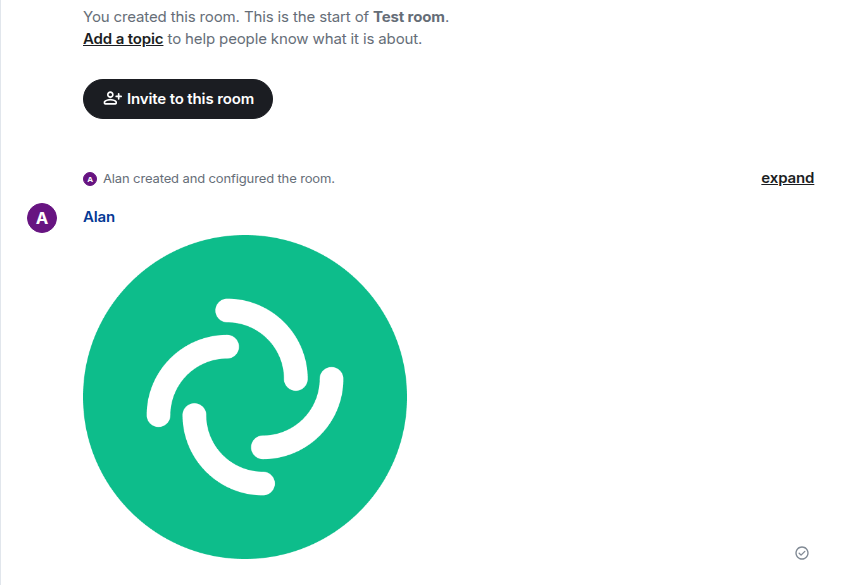 You created this room. This is the start of Test room.
Add a topic to help people know what it is about.
Invite to this room
A Alan created and configured the room.
expand
A
Alan